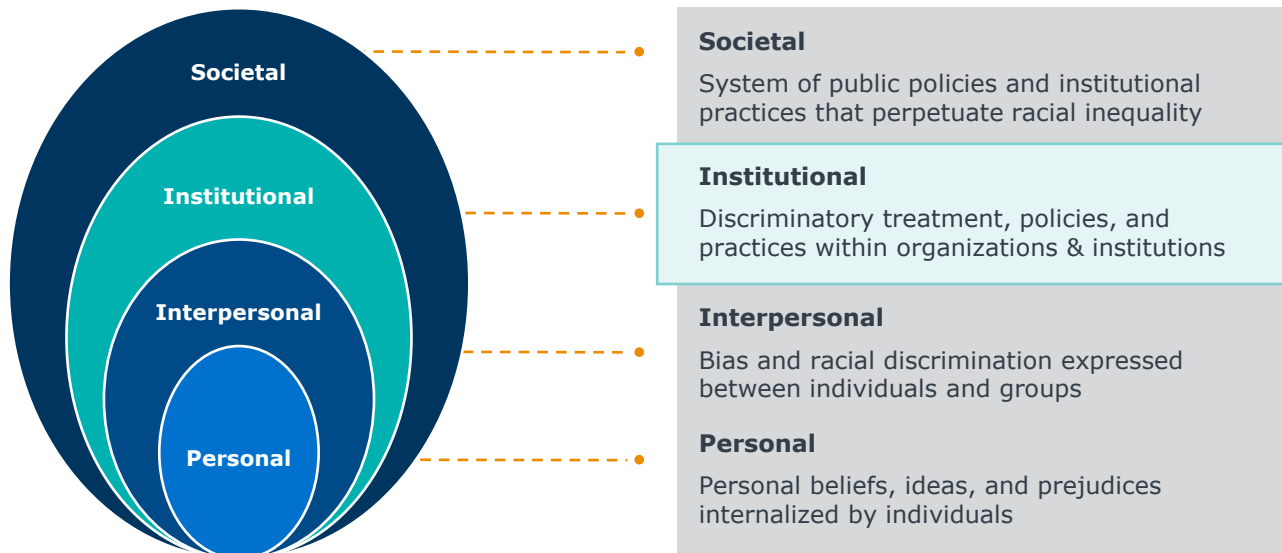 Societal
Institutional
Interpersonal
Personal
Societal
System of public policies and institutional
practices that perpetuate racial inequality
Institutional
Discriminatory treatment, policies, and
practices within organizations & institutions
Interpersonal
Bias and racial discrimination expressed
between individuals and groups
Personal
Personal beliefs, ideas, and prejudices
internalized by individuals